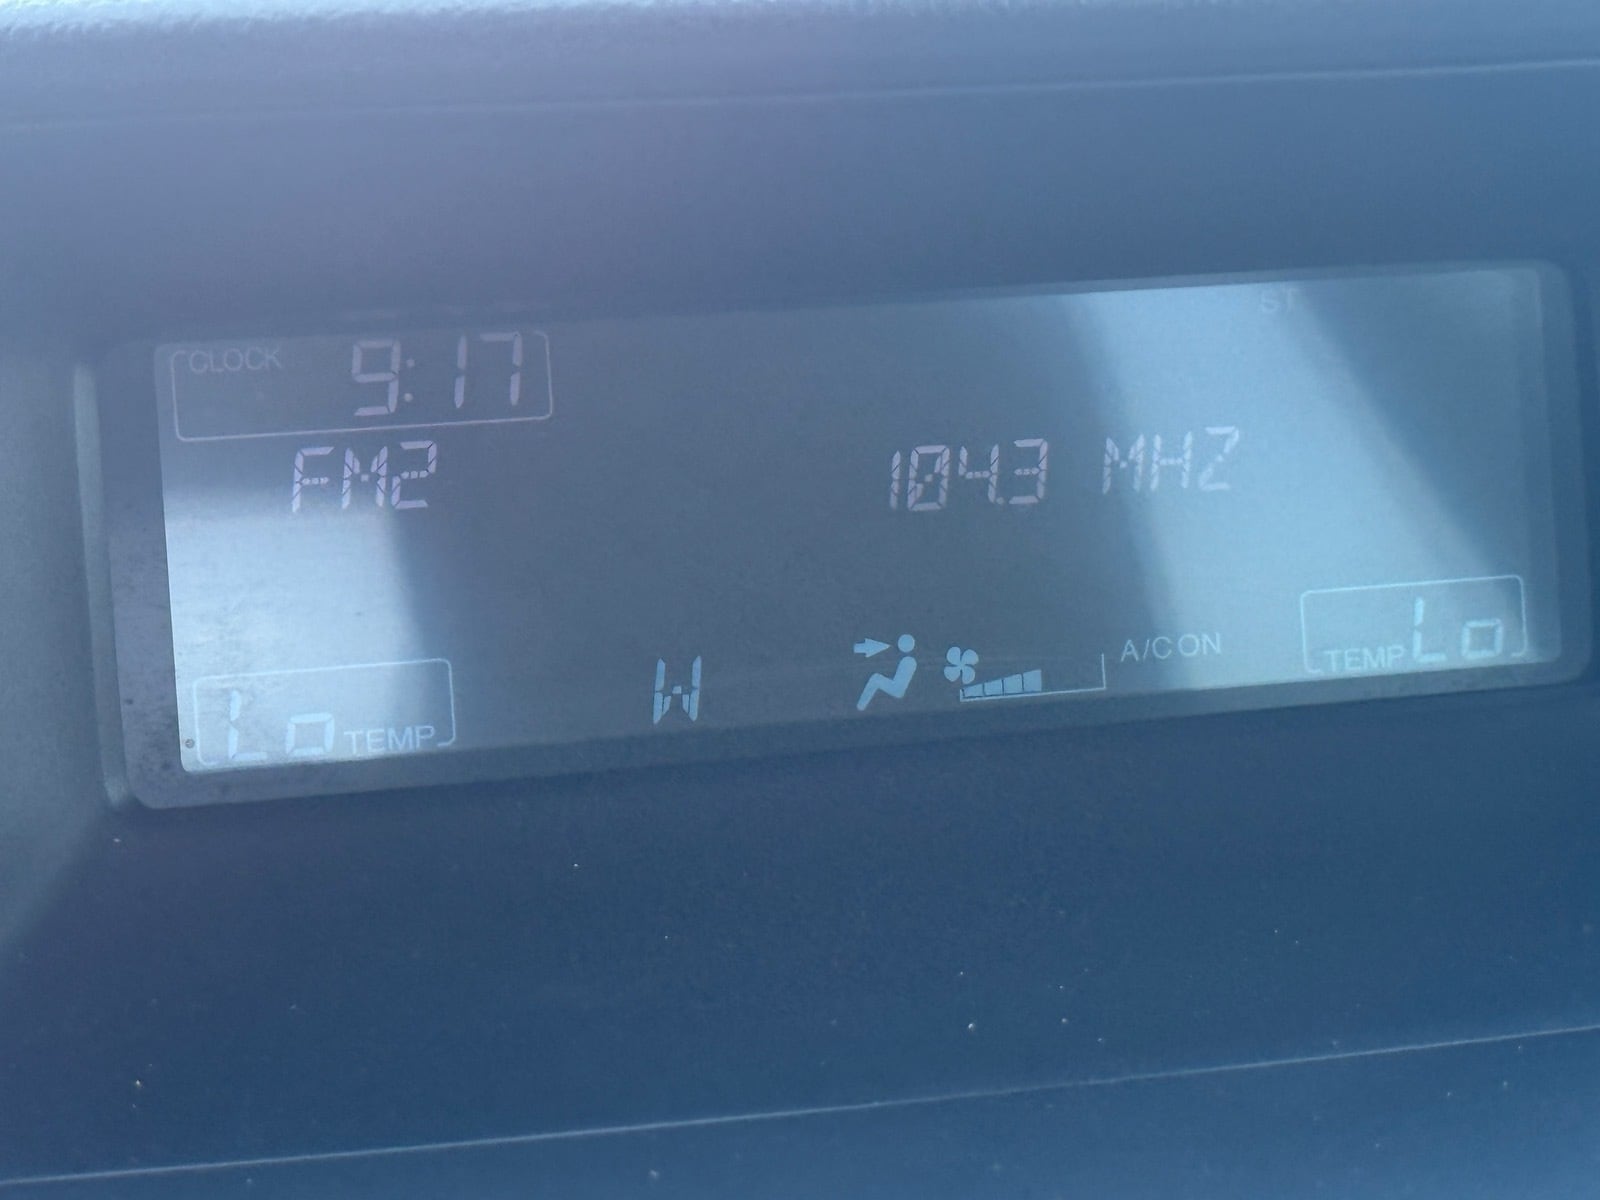 ST
CLOCK 9:17
FM2 104.3 MHZ
Lo TEMP W A/C ON TEMP Lo